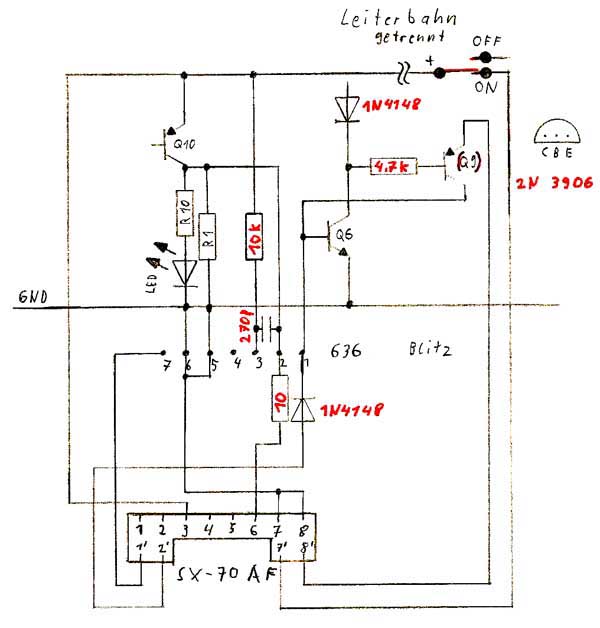 Leiterbahn
getrennt
OFF
+
ON
1N4148
Q10
4.7k
(Q9)
C B E
2N 3906
R10
R1
10k
Q6
LED
GND
270p
7 6 5 4 3 2 1 636 Blitz
10
1N4148
1 2 3 4 5 6 7 8
1' 2' 7' 8'
SX-70 AF